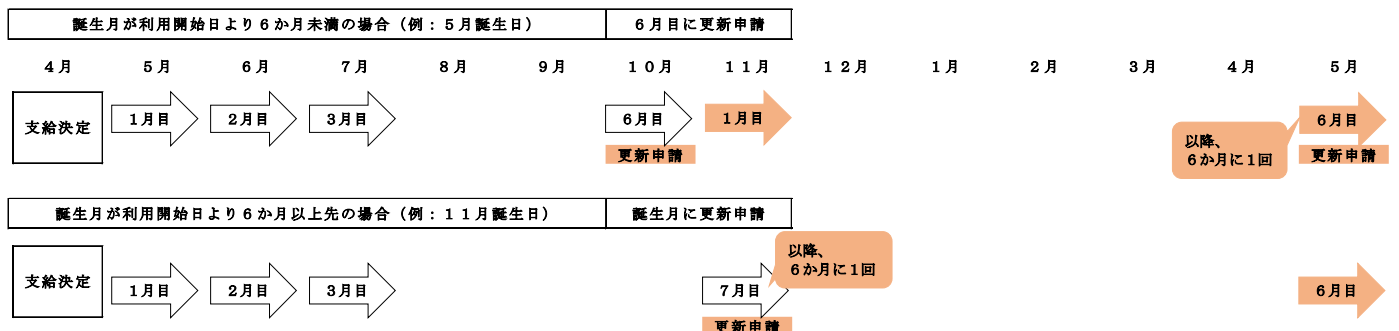 誕生月が利用開始日より6か月未満の場合（例：5月誕生日） 6月目に更新申請
4月 5月 6月 7月 8月 9月 10月 11月 12月 1月 2月 3月 4月 5月
支給決定 1月目 2月目 3月目 6月目 1月目 6月目
以降、
6か月に1回
更新申請 更新申請
誕生月が利用開始日より6か月以上先の場合（例：11月誕生日） 誕生月に更新申請
以降、
6か月に1回
支給決定 1月目 2月目 3月目 7月目 6月目
更新申請